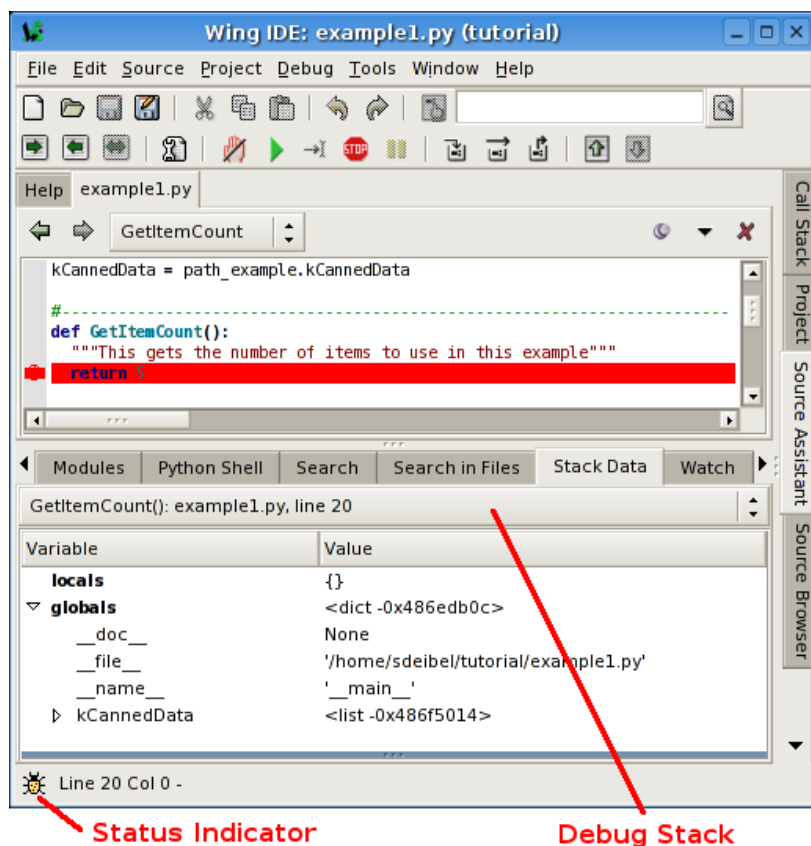 Wing IDE: example1.py (tutorial)
File Edit Source Project Debug Tools Window Help
STOP
Help example1.py
GetItemCount
kCannedData = path_example.kCannedData
#-----------------------------------------------------------------------
def GetItemCount():
"""This gets the number of items to use in this example"""
return 5
Call Stack
Project
Source Assistant
Source Browser
Modules Python Shell Search Search in Files Stack Data Watch
GetItemCount(): example1.py, line 20
Variable Value
locals {}
globals <dict -0x486edb0c>
__doc__ None
__file__ '/home/sdeibel/tutorial/example1.py'
__name__ '__main__'
kCannedData <list -0x486f5014>
Line 20 Col 0 -
Status Indicator
Debug Stack